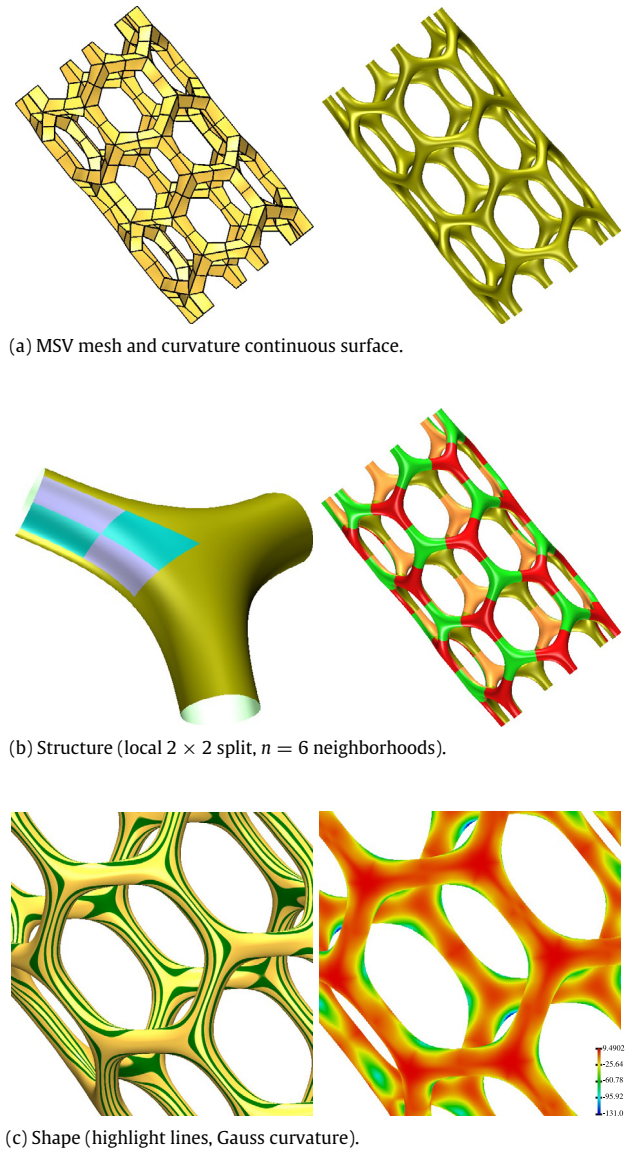 (a) MSV mesh and curvature continuous surface.
(b) Structure (local 2 × 2 split, n = 6 neighborhoods).
9.4902
-25.64
-60.78
-95.92
-131.0
(c) Shape (highlight lines, Gauss curvature).